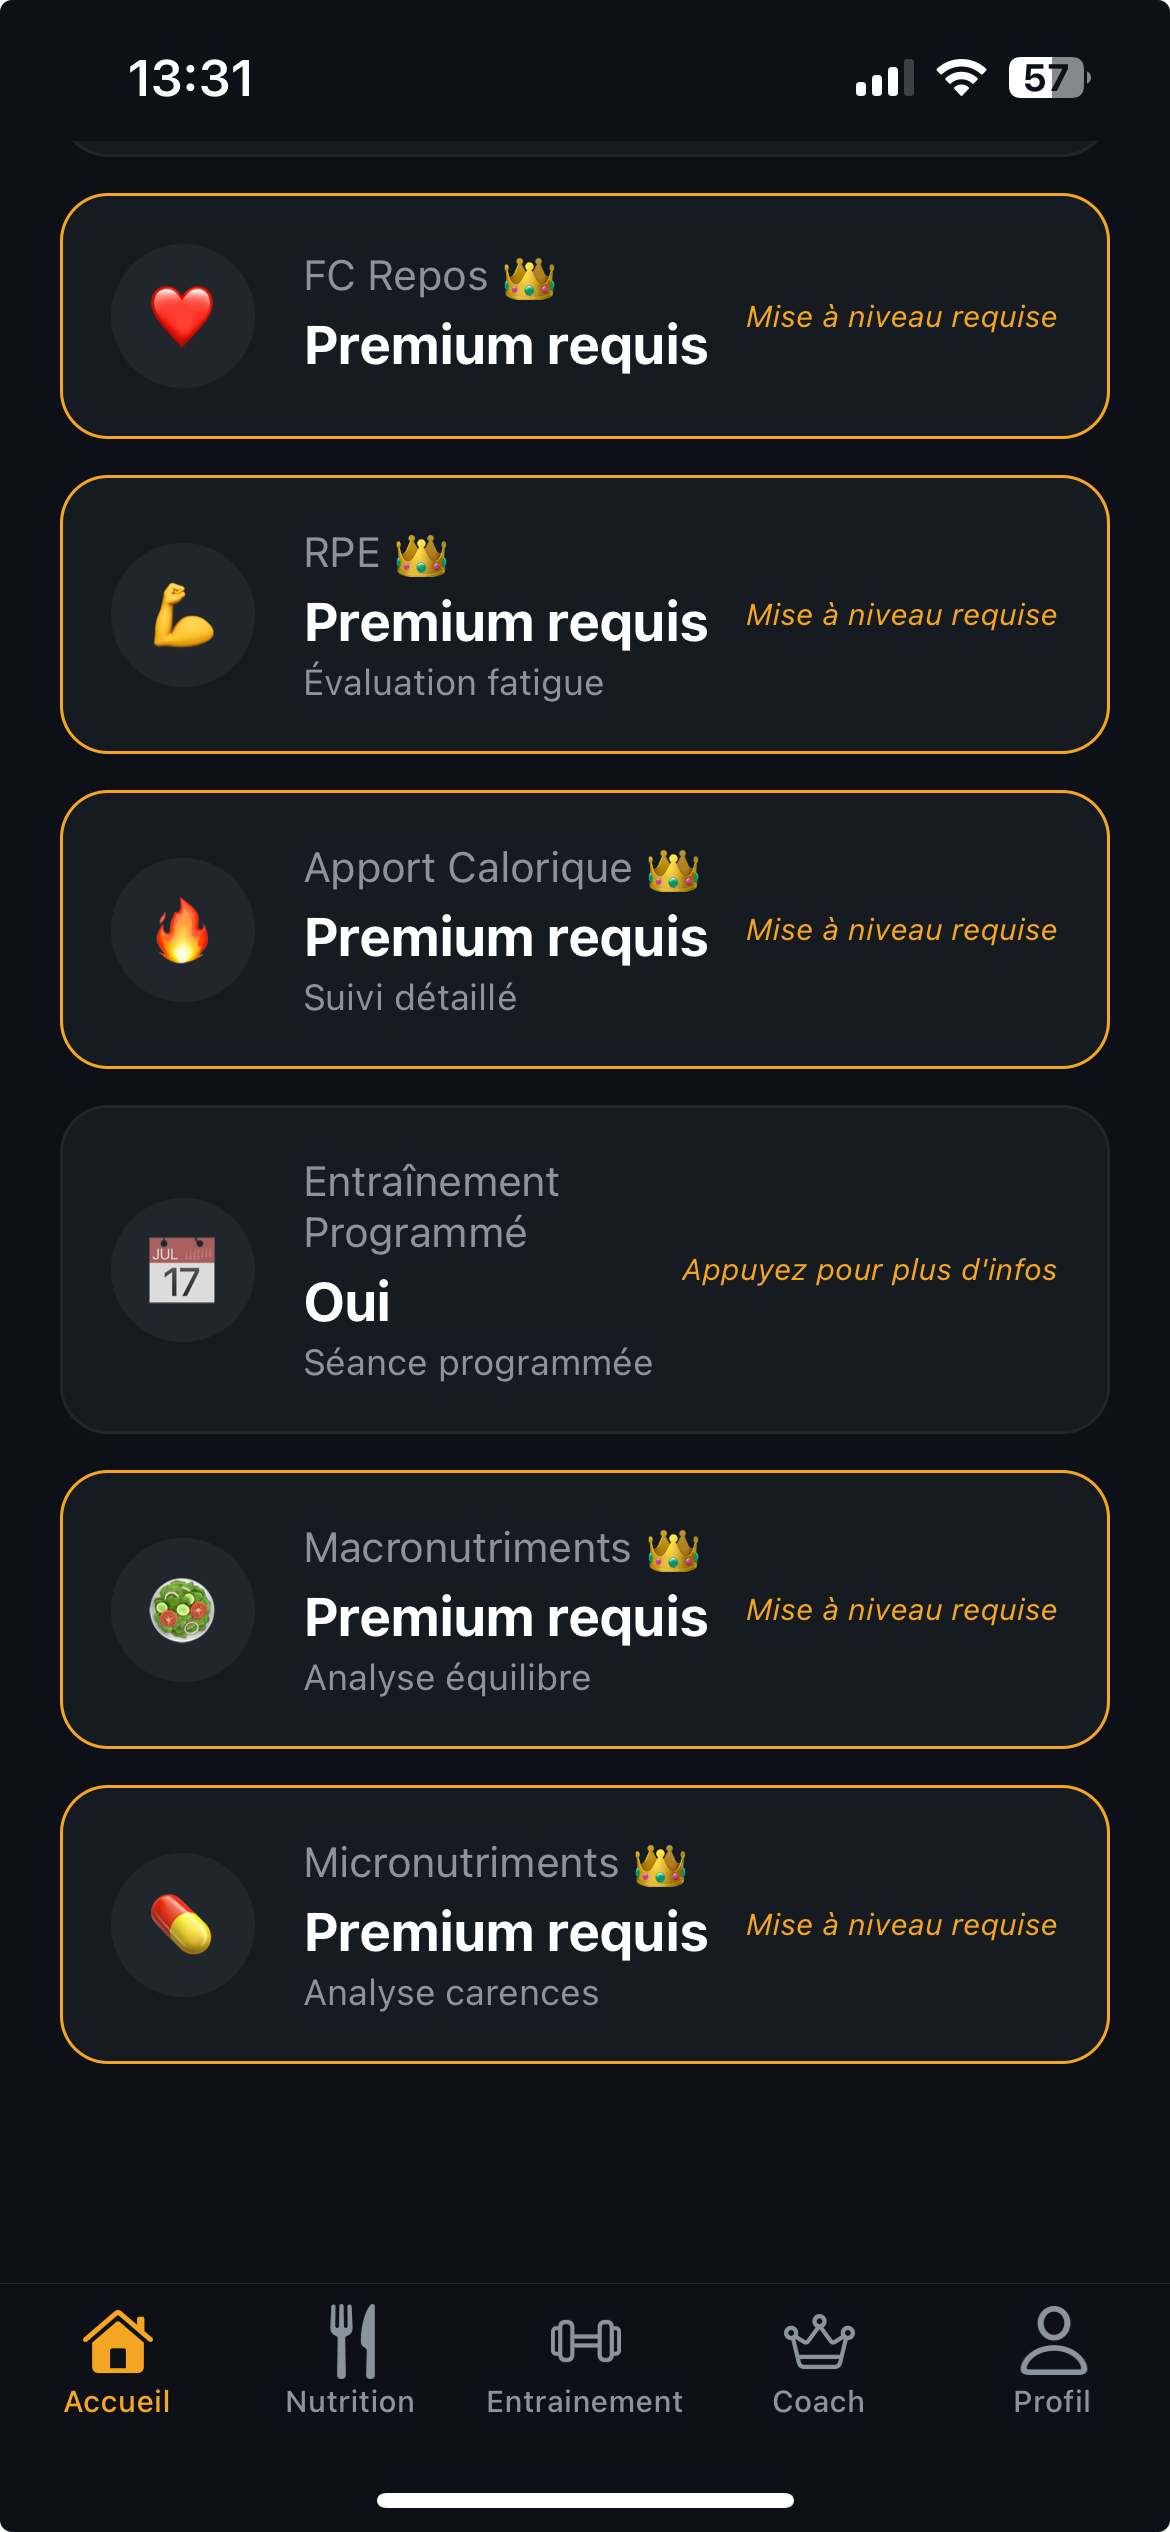 13:31
57
FC Repos 👑
Premium requis
Mise à niveau requise
RPE 👑
Premium requis
Mise à niveau requise
Évaluation fatigue
Apport Calorique 👑
Premium requis
Mise à niveau requise
Suivi détaillé
Entraînement
Programmé
JUL
17
Appuyez pour plus d'infos
Oui
Séance programmée
Macronutriments 👑
Premium requis
Mise à niveau requise
Analyse équilibre
Micronutriments 👑
Premium requis
Mise à niveau requise
Analyse carences
Accueil
Nutrition
Entrainement
Coach
Profil